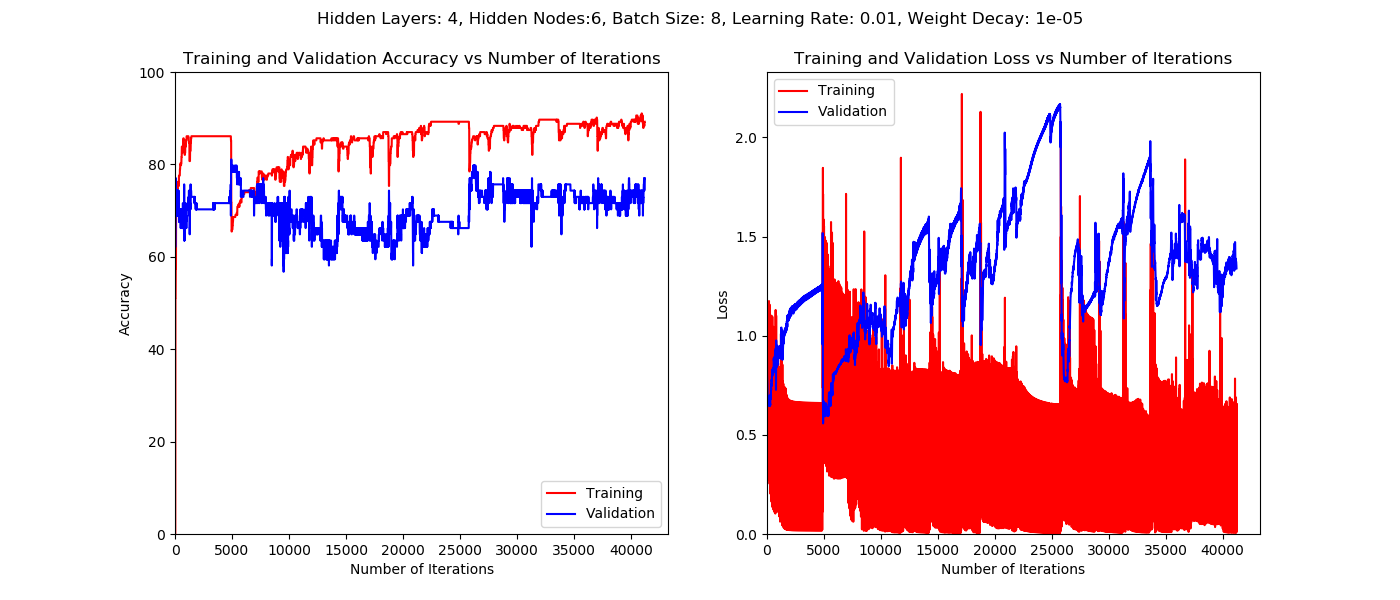 Hidden Layers: 4, Hidden Nodes:6, Batch Size: 8, Learning Rate: 0.01, Weight Decay: 1e-05
Training and Validation Accuracy vs Number of Iterations
100
80
60
40
20
0
Accuracy
0 5000 10000 15000 20000 25000 30000 35000 40000
Number of Iterations
Training
Validation
Training and Validation Loss vs Number of Iterations
Training
Validation
2.0
1.5
1.0
0.5
0.0
Loss
0 5000 10000 15000 20000 25000 30000 35000 40000
Number of Iterations